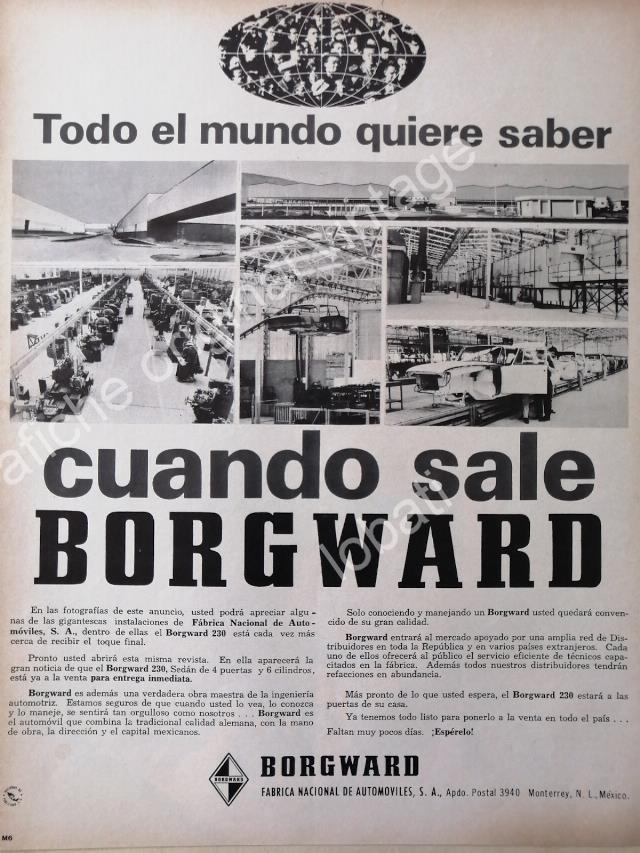 Todo el mundo quiere saber
cuando sale
BORGWARD
En las fotografías de este anuncio, usted podrá apreciar algu-
nas de las gigantescas instalaciones de Fábrica Nacional de Auto-
móviles, S. A., dentro de ellas el Borgward 230 está cada vez más
cerca de recibir el toque final.
Pronto usted abrirá esta misma revista. En ella aparecerá la
gran noticia de que el Borgward 230, Sedán de 4 puertas y 6 cilindros,
está ya a la venta para entrega inmediata.
Borgward es además una verdadera obra maestra de la ingeniería
automotriz. Estamos seguros de que cuando usted lo vea, lo conozca
y lo maneje, se sentirá tan orgulloso como nosotros . . . Borgward es
el automóvil que combina la tradicional calidad alemana, con la mano
de obra, la dirección y el capital mexicanos.
Solo conociendo y manejando un Borgward usted quedará conven-
cido de su gran calidad.
Borgward entrará al mercado apoyado por una amplia red de Dis-
tribuidores en toda la República y en varios países extranjeros. Cada
uno de ellos ofrecerá al público el servicio eficiente de técnicos capa-
citados en la fábrica. Además todos nuestros distribuidores tendrán
refacciones en abundancia.
Más pronto de lo que usted espera, el Borgward 230 estará a las
puertas de su casa.
Ya tenemos todo listo para ponerlo a la venta en todo el país . . .
Faltan muy pocos días. ¡Espérelo!
BORGWARD
BORGWARD
FABRICA NACIONAL DE AUTOMOVILES, S. A., Apdo. Postal 3940 Monterrey, N. L., México.
M6
afiche original vintage
lobati